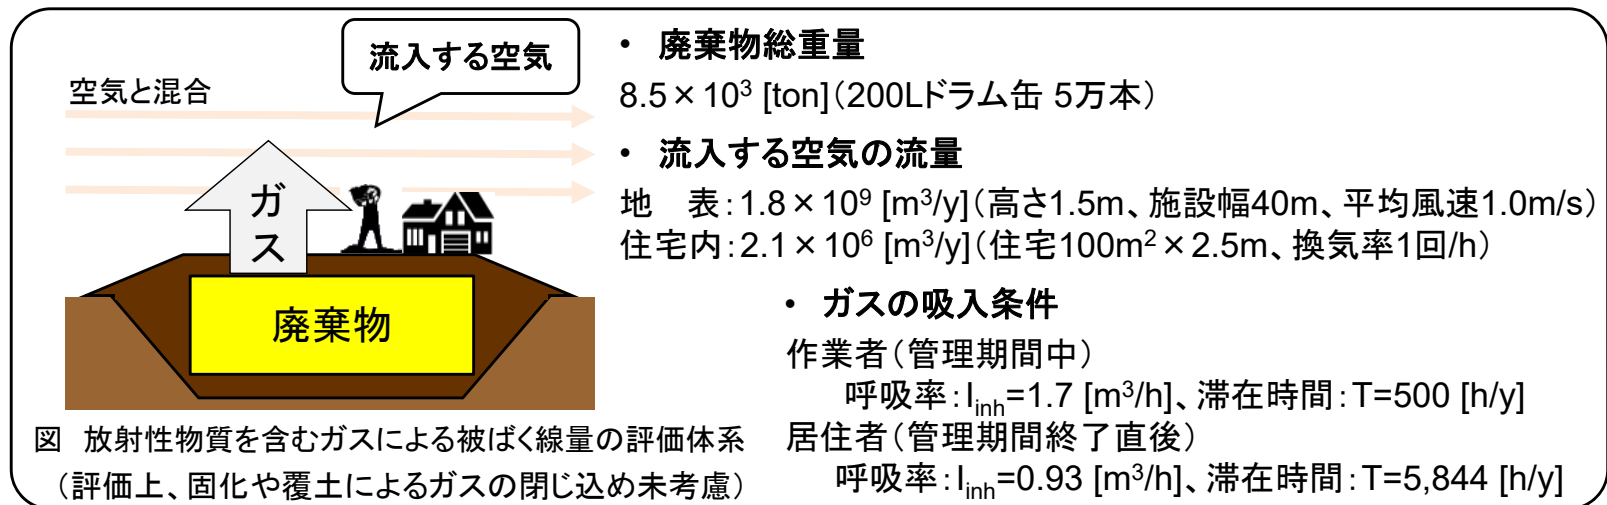 流入する空気
空気と混合
ガス
廃棄物
図 放射性物質を含むガスによる被ばく線量の評価体系
（評価上、固化や覆土によるガスの閉じ込め未考慮）
• 廃棄物総重量
8.5×10³ [ton]（200Lドラム缶 5万本）
• 流入する空気の流量
地　表：1.8×10⁹ [m³/y]（高さ1.5m、施設幅40m、平均風速1.0m/s）
住宅内：2.1×10⁶ [m³/y]（住宅100m²×2.5m、換気率1回/h）
• ガスの吸入条件
作業者（管理期間中）
呼吸率：Iinh=1.7 [m³/h]、滞在時間：T=500 [h/y]
居住者（管理期間終了直後）
呼吸率：Iinh=0.93 [m³/h]、滞在時間：T=5,844 [h/y]